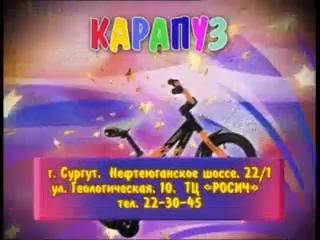 КАРАПУЗ
г. Сургут. Нефтеюганское шоссе, 22/1
ул. Геологическая, 10. ТЦ «РОСИЧ»
тел. 22-30-45